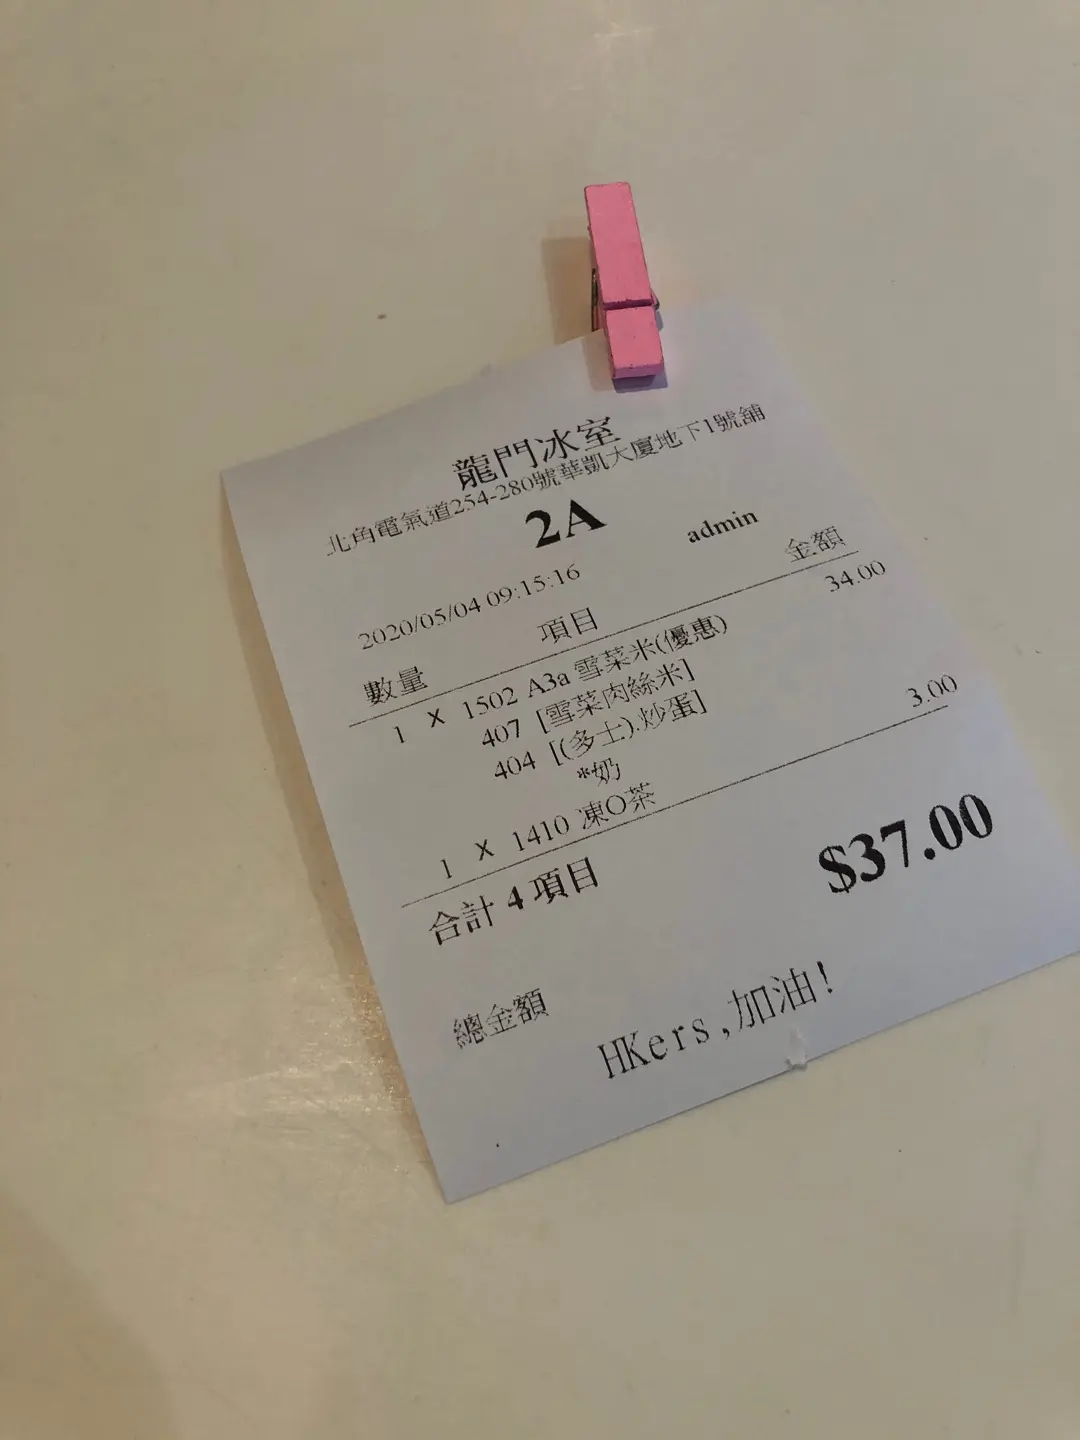 龍門冰室
北角電氣道254-280號華凱大廈地下1號舖
2A
2020/05/04 09:15:16 admin
數量 項目 金額
1 X 1502 A3a 雪菜米(優惠) 34.00
407 [雪菜肉絲米]
404 [(多士).炒蛋]
*奶
1 X 1410 凍O茶 3.00
合計 4 項目
$37.00
總金額
HKers,加油!